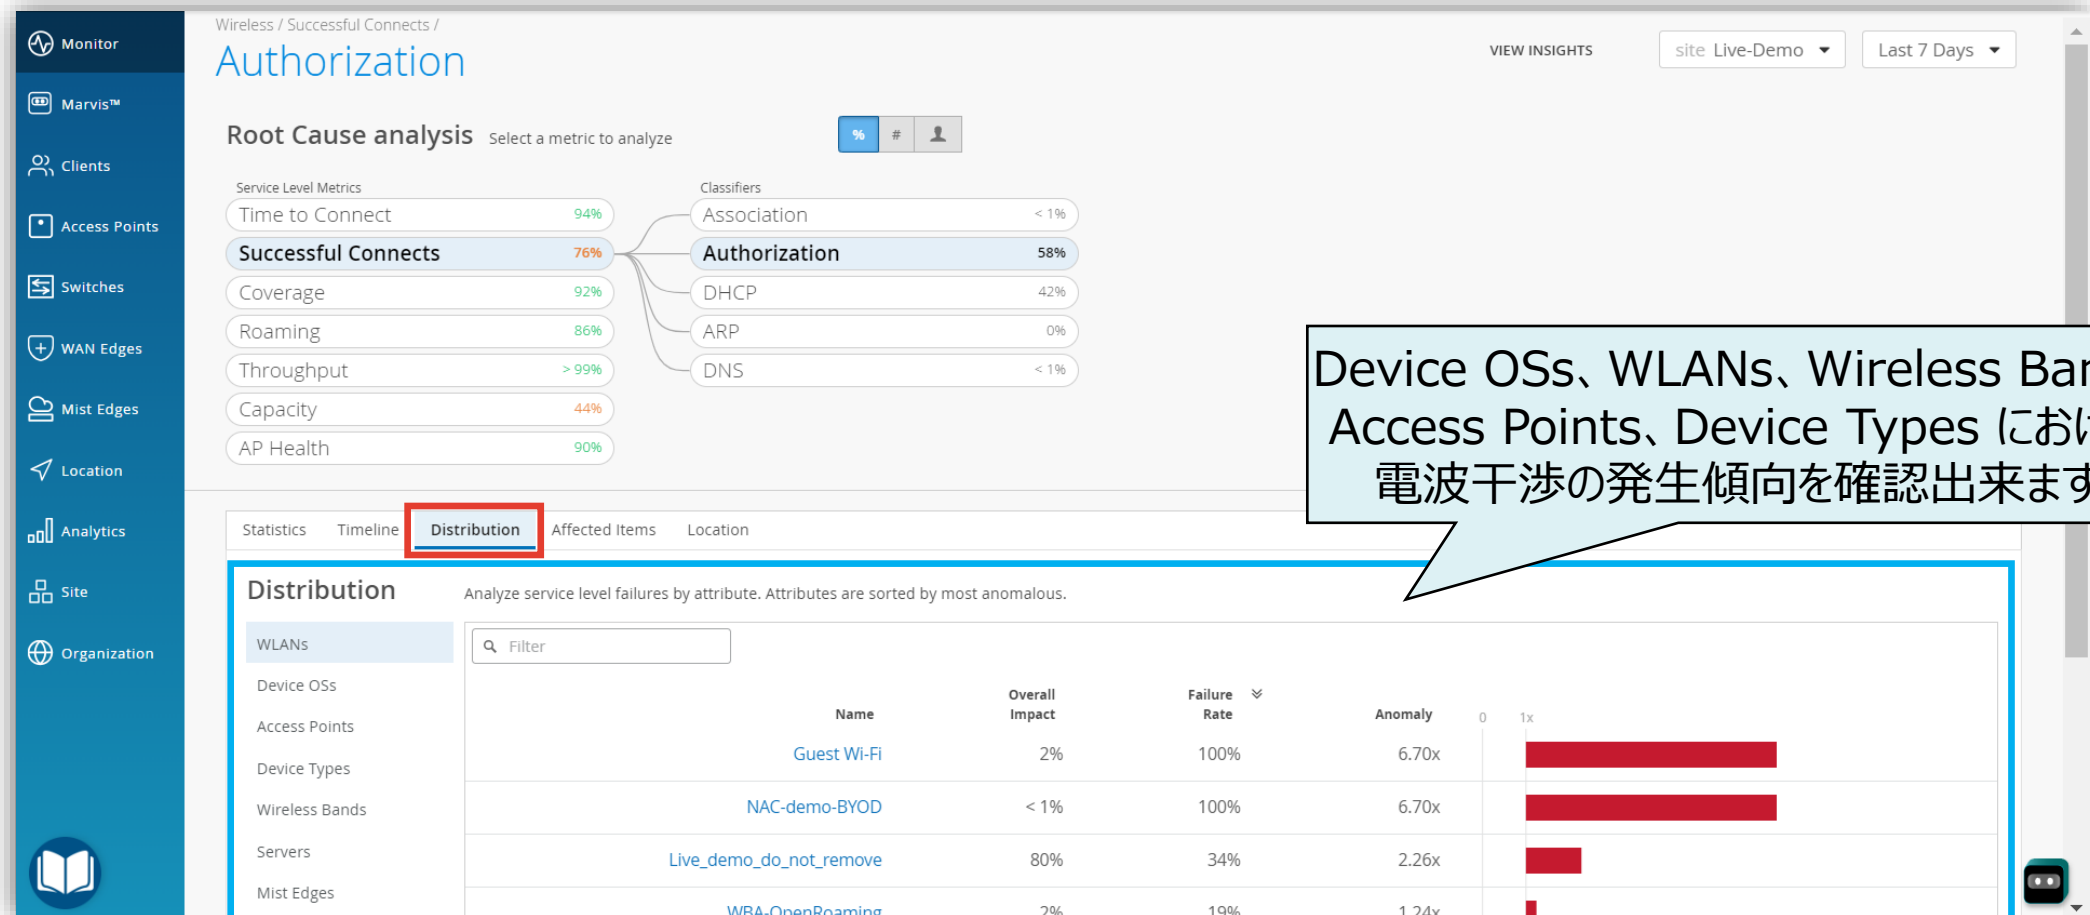 Wireless / Successful Connects /
Authorization
VIEW INSIGHTS
site Live-Demo
Last 7 Days
Monitor
Marvis™
Clients
Access Points
Switches
WAN Edges
Mist Edges
Location
Analytics
Site
Organization
Root Cause analysis Select a metric to analyze
% #
Service Level Metrics
Time to Connect 94%
Successful Connects 76%
Coverage 92%
Roaming 86%
Throughput > 99%
Capacity 44%
AP Health 90%
Classifiers
Association < 1%
Authorization 58%
DHCP 42%
ARP 0%
DNS < 1%
Device OSs、WLANs、Wireless
Access Points、Device Types にお
電波干渉の発生傾向を確認出来ます
Statistics Timeline Distribution Affected Items Location
Distribution Analyze service level failures by attribute. Attributes are sorted by most anomalous.
WLANs
Device OSs
Access Points
Device Types
Wireless Bands
Servers
Mist Edges
Filter
Name Overall Impact Failure Rate Anomaly 0 1x
Guest Wi-Fi 2% 100% 6.70x
NAC-demo-BYOD < 1% 100% 6.70x
Live_demo_do_not_remove 80% 34% 2.26x
WBA-OpenRoaming 2% 19% 1.24x